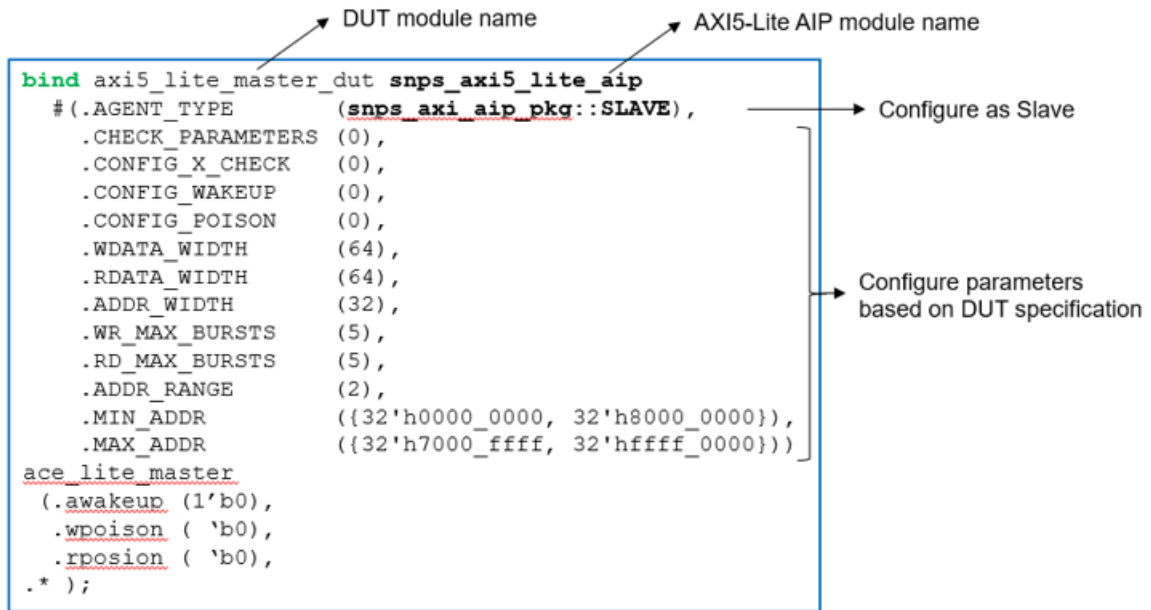 DUT module name
AXI5-Lite AIP module name
bind axi5_lite_master_dut snps_axi5_lite_aip
#(.AGENT_TYPE (snps_axi_aip_pkg::SLAVE),
Configure as Slave
.CHECK_PARAMETERS (0),
.CONFIG_X_CHECK (0),
.CONFIG_WAKEUP (0),
.CONFIG_POISON (0),
.WDATA_WIDTH (64),
.RDATA_WIDTH (64),
.ADDR_WIDTH (32),
.WR_MAX_BURSTS (5),
.RD_MAX_BURSTS (5),
.ADDR_RANGE (2),
.MIN_ADDR ({32'h0000_0000, 32'h8000_0000}),
.MAX_ADDR ({32'h7000_ffff, 32'hffff_0000}))
Configure parameters
based on DUT specification
ace_lite_master
(.awakeup (1’b0),
.wpoison ( ‘b0),
.rposion ( ‘b0),
.* );